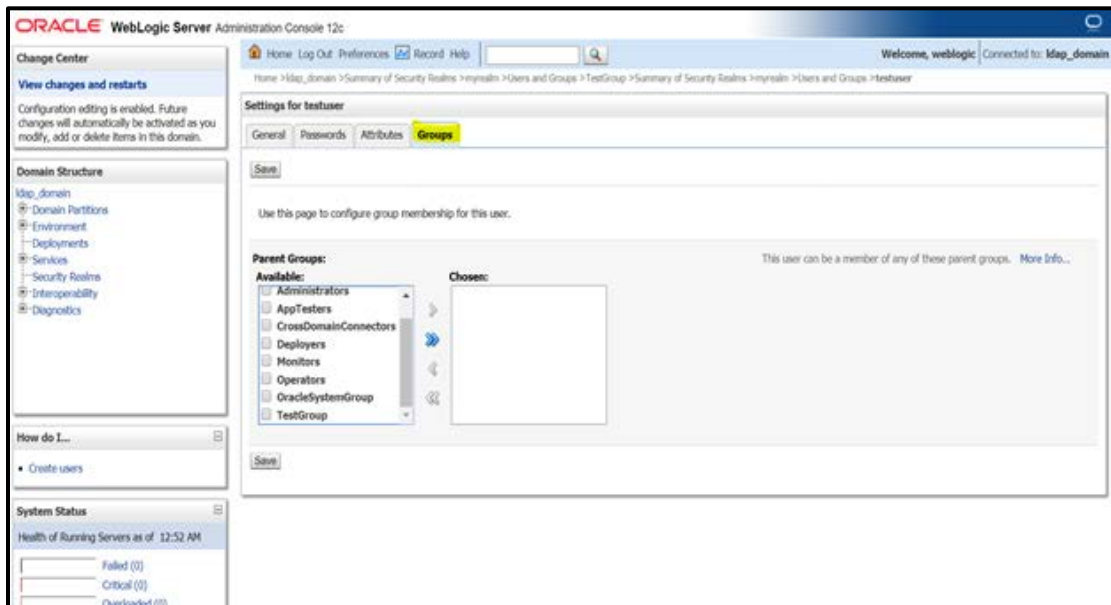 ORACLE WebLogic Server Administration Console 12c
Change Center
View changes and restarts
Configuration editing is enabled. Future
changes will automatically be activated as you
modify, add or delete items in this domain.
Domain Structure
ldap_domain
Domain Partitions
Environment
Deployments
Services
Security Realms
Interoperability
Diagnostics
How do I...
Create users
System Status
Health of Running Servers as of 12:52 AM
Failed (0)
Critical (0)
Overloaded (0)
Home Log Out Preferences Record Help
Welcome, weblogic Connected to: ldap_domain
Home >ldap_domain >Summary of Security Realms >myrealm >Users and Groups >TestGroup >Summary of Security Realms >myrealm >Users and Groups >testuser
Settings for testuser
General Passwords Attributes Groups
Save
Use this page to configure group membership for this user.
Parent Groups:
This user can be a member of any of these parent groups. More Info...
Available: Chosen:
Administrators
AppTesters
CrossDomainConnectors
Deployers
Monitors
Operators
OracleSystemGroup
TestGroup
Save